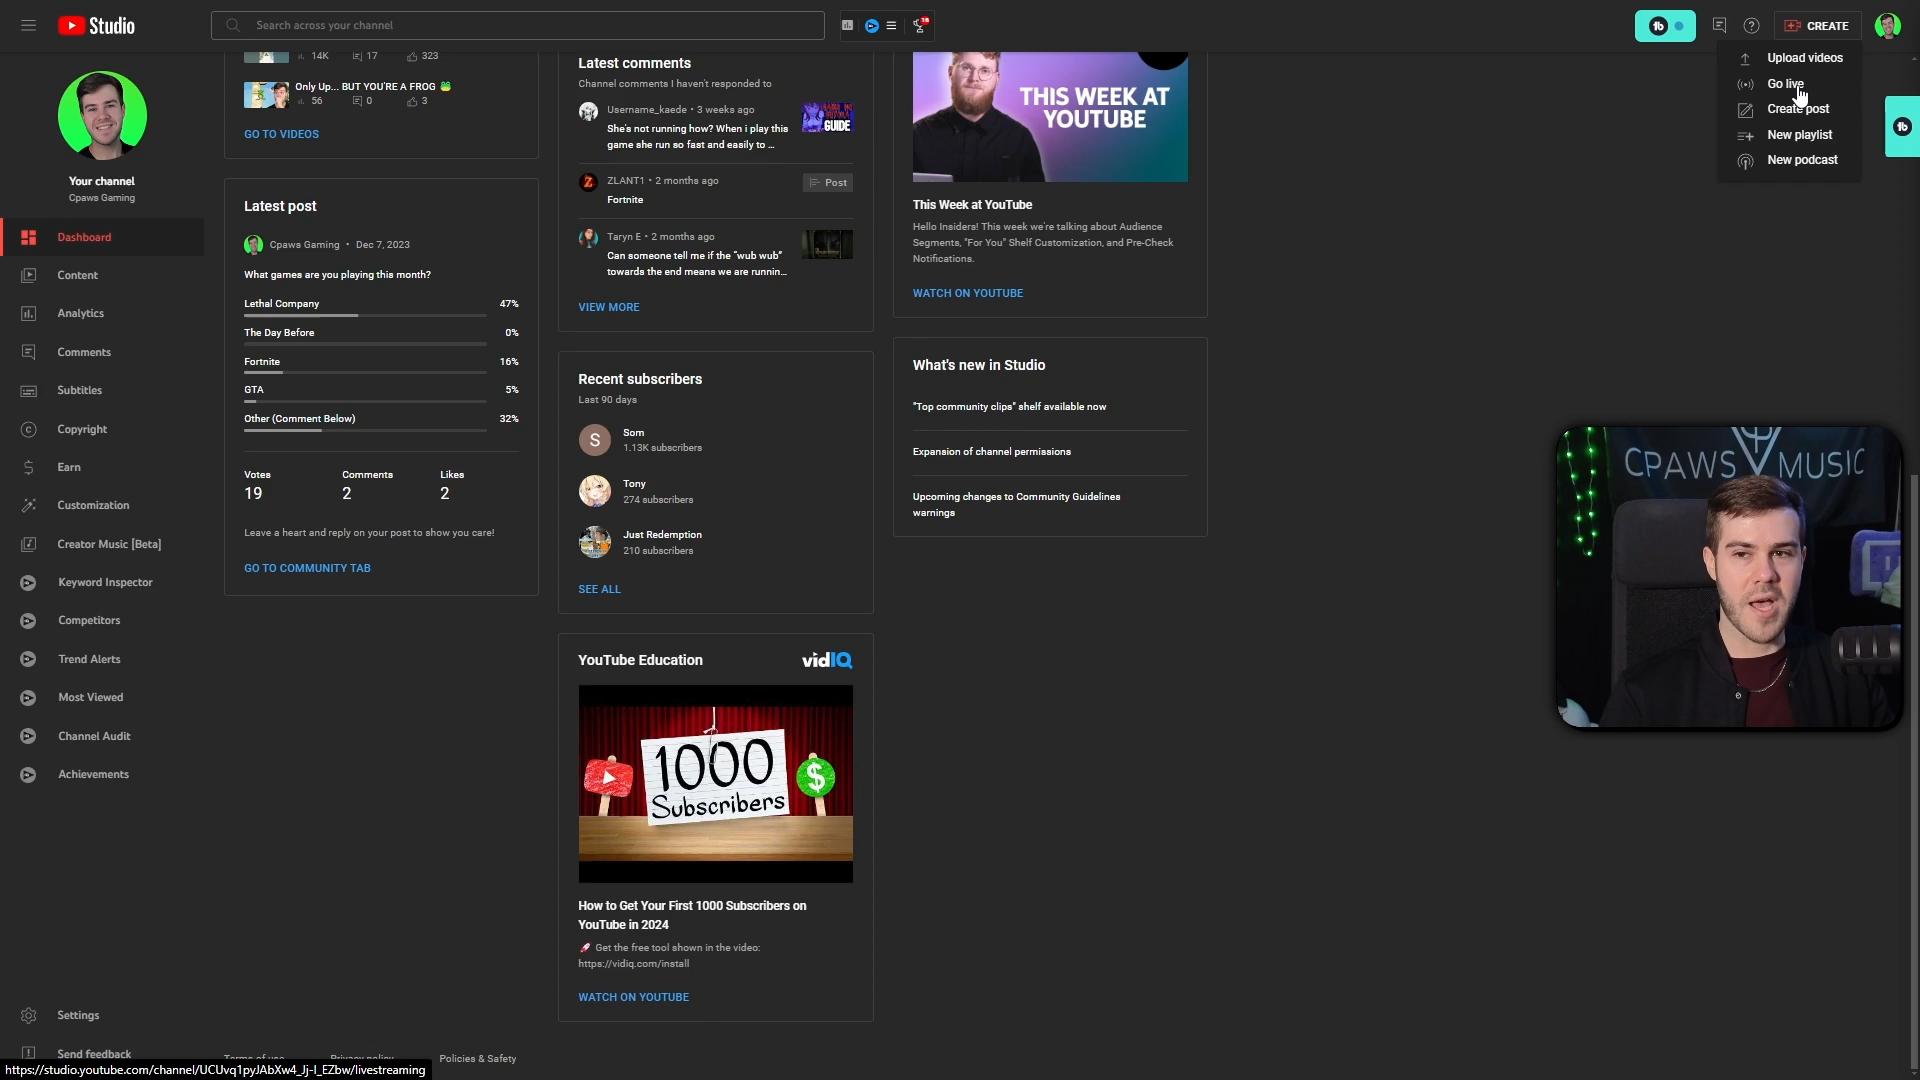 Studio
Search across your channel
18
CREATE
Upload videos
Go live
Create post
New playlist
New podcast
Your channel
Cpaws Gaming
Dashboard
Content
Analytics
Comments
Subtitles
Copyright
Earn
Customization
Creator Music [Beta]
Keyword Inspector
Competitors
Trend Alerts
Most Viewed
Channel Audit
Achievements
Settings
Send feedback
14K 17 323
Only Up... BUT YOU'RE A FROG 🐸
56 0 3
GO TO VIDEOS
Latest post
Cpaws Gaming • Dec 7, 2023
What games are you playing this month?
Lethal Company 47%
The Day Before 0%
Fortnite 16%
GTA 5%
Other (Comment Below) 32%
Votes Comments Likes
19 2 2
Leave a heart and reply on your post to show you care!
GO TO COMMUNITY TAB
Latest comments
Channel comments I haven't responded to
Username_kaede • 3 weeks ago
She's not running how? When i play this
game she run so fast and easily to ...
GUIDE
ZLANT1 • 2 months ago
Post
Fortnite
Taryn E • 2 months ago
Can someone tell me if the "wub wub"
towards the end means we are runnin...
VIEW MORE
Recent subscribers
Last 90 days
S
Som
1.13K subscribers
Tony
274 subscribers
Just Redemption
210 subscribers
SEE ALL
YouTube Education
vidIQ
1000
Subscribers
$
How to Get Your First 1000 Subscribers on
YouTube in 2024
🚀 Get the free tool shown in the video:
https://vidiq.com/install
WATCH ON YOUTUBE
THIS WEEK AT
YOUTUBE
This Week at YouTube
Hello Insiders! This week we're talking about Audience
Segments, "For You" Shelf Customization, and Pre-Check
Notifications.
WATCH ON YOUTUBE
What's new in Studio
"Top community clips" shelf available now
Expansion of channel permissions
Upcoming changes to Community Guidelines
warnings
CPAWS MUSIC
Terms of use Privacy policy Policies & Safety
https://studio.youtube.com/channel/UCUvq1pyJAbXw4_Jj-I_EZbw/livestreaming